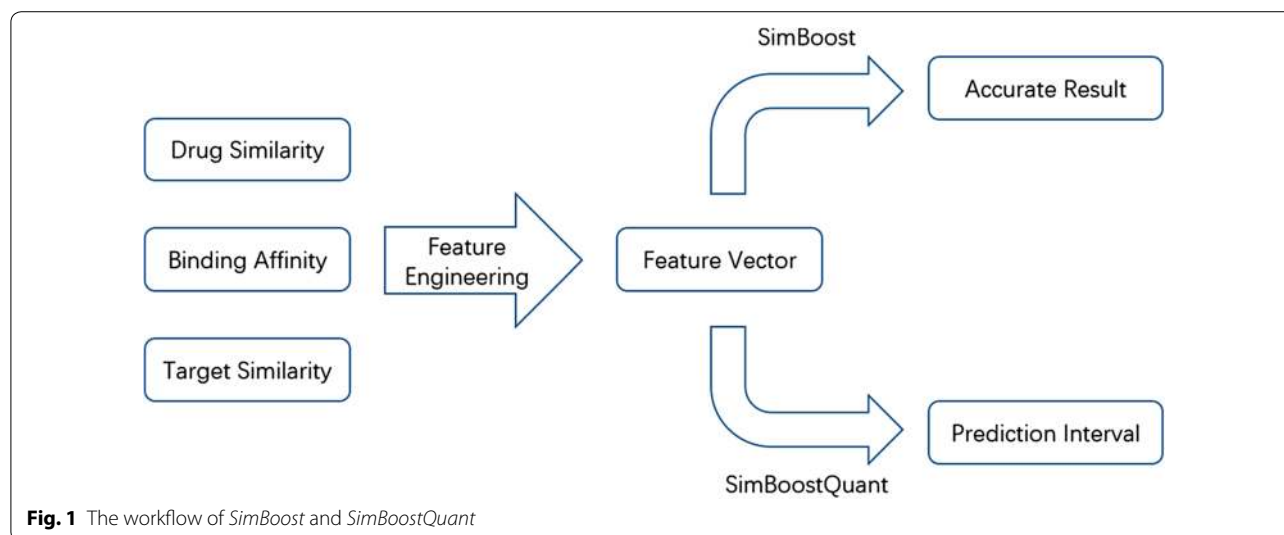 SimBoost
Accurate Result
Drug Similarity
Binding Affinity
Feature
Engineering
Feature Vector
Target Similarity
Prediction Interval
SimBoostQuant
Fig. 1 The workflow of SimBoost and SimBoostQuant